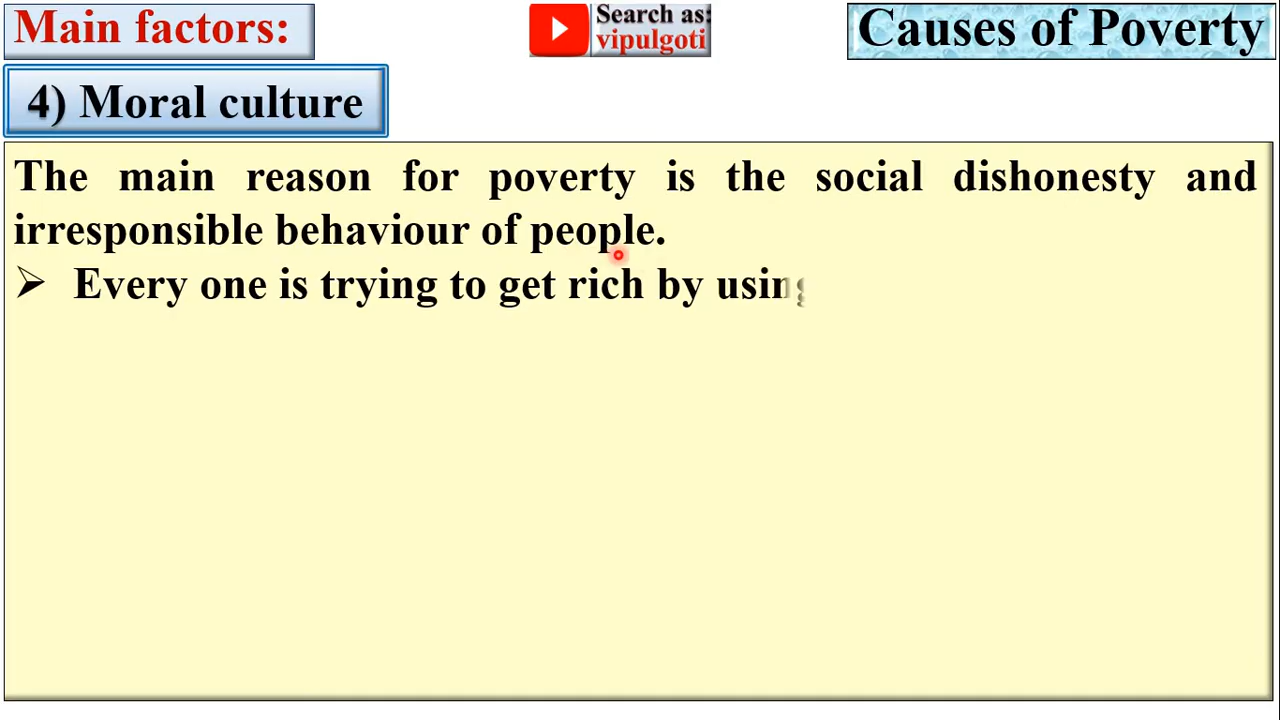 Main factors:
Search as:
vipulgoti
Causes of Poverty
4) Moral culture
The main reason for poverty is the social dishonesty and
irresponsible behaviour of people.
➢ Every one is trying to get rich by using